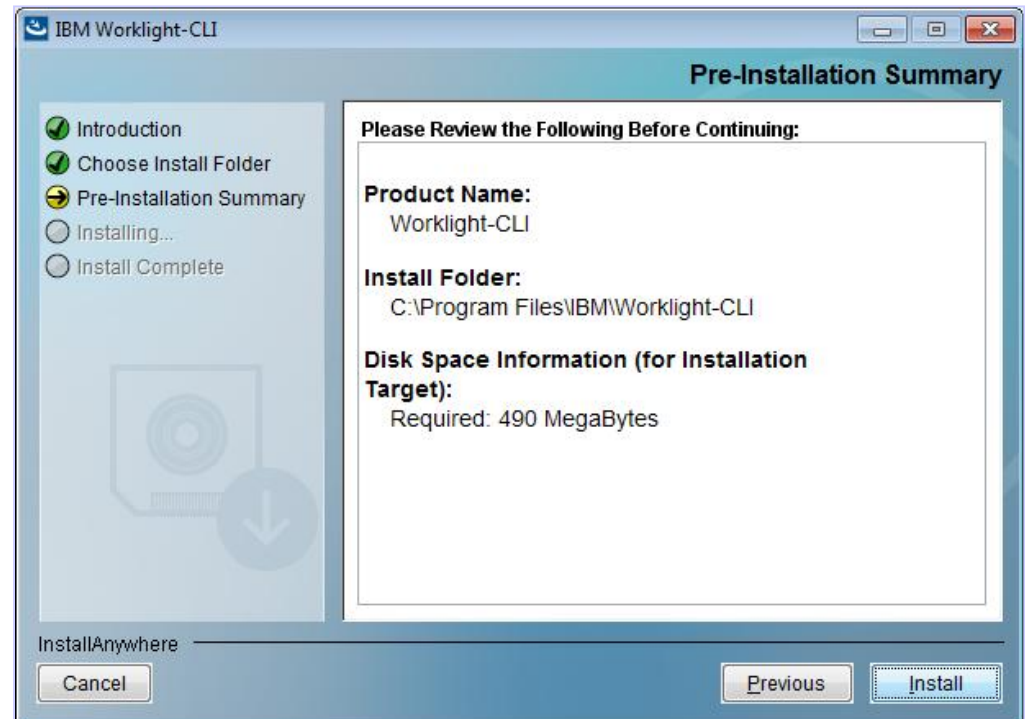 IBM Worklight-CLI
Pre-Installation Summary
Introduction
Choose Install Folder
Pre-Installation Summary
Installing...
Install Complete
Please Review the Following Before Continuing:
Product Name:
Worklight-CLI
Install Folder:
C:\Program Files\IBM\Worklight-CLI
Disk Space Information (for Installation
Target):
Required: 490 MegaBytes
InstallAnywhere
Cancel
Previous
Install